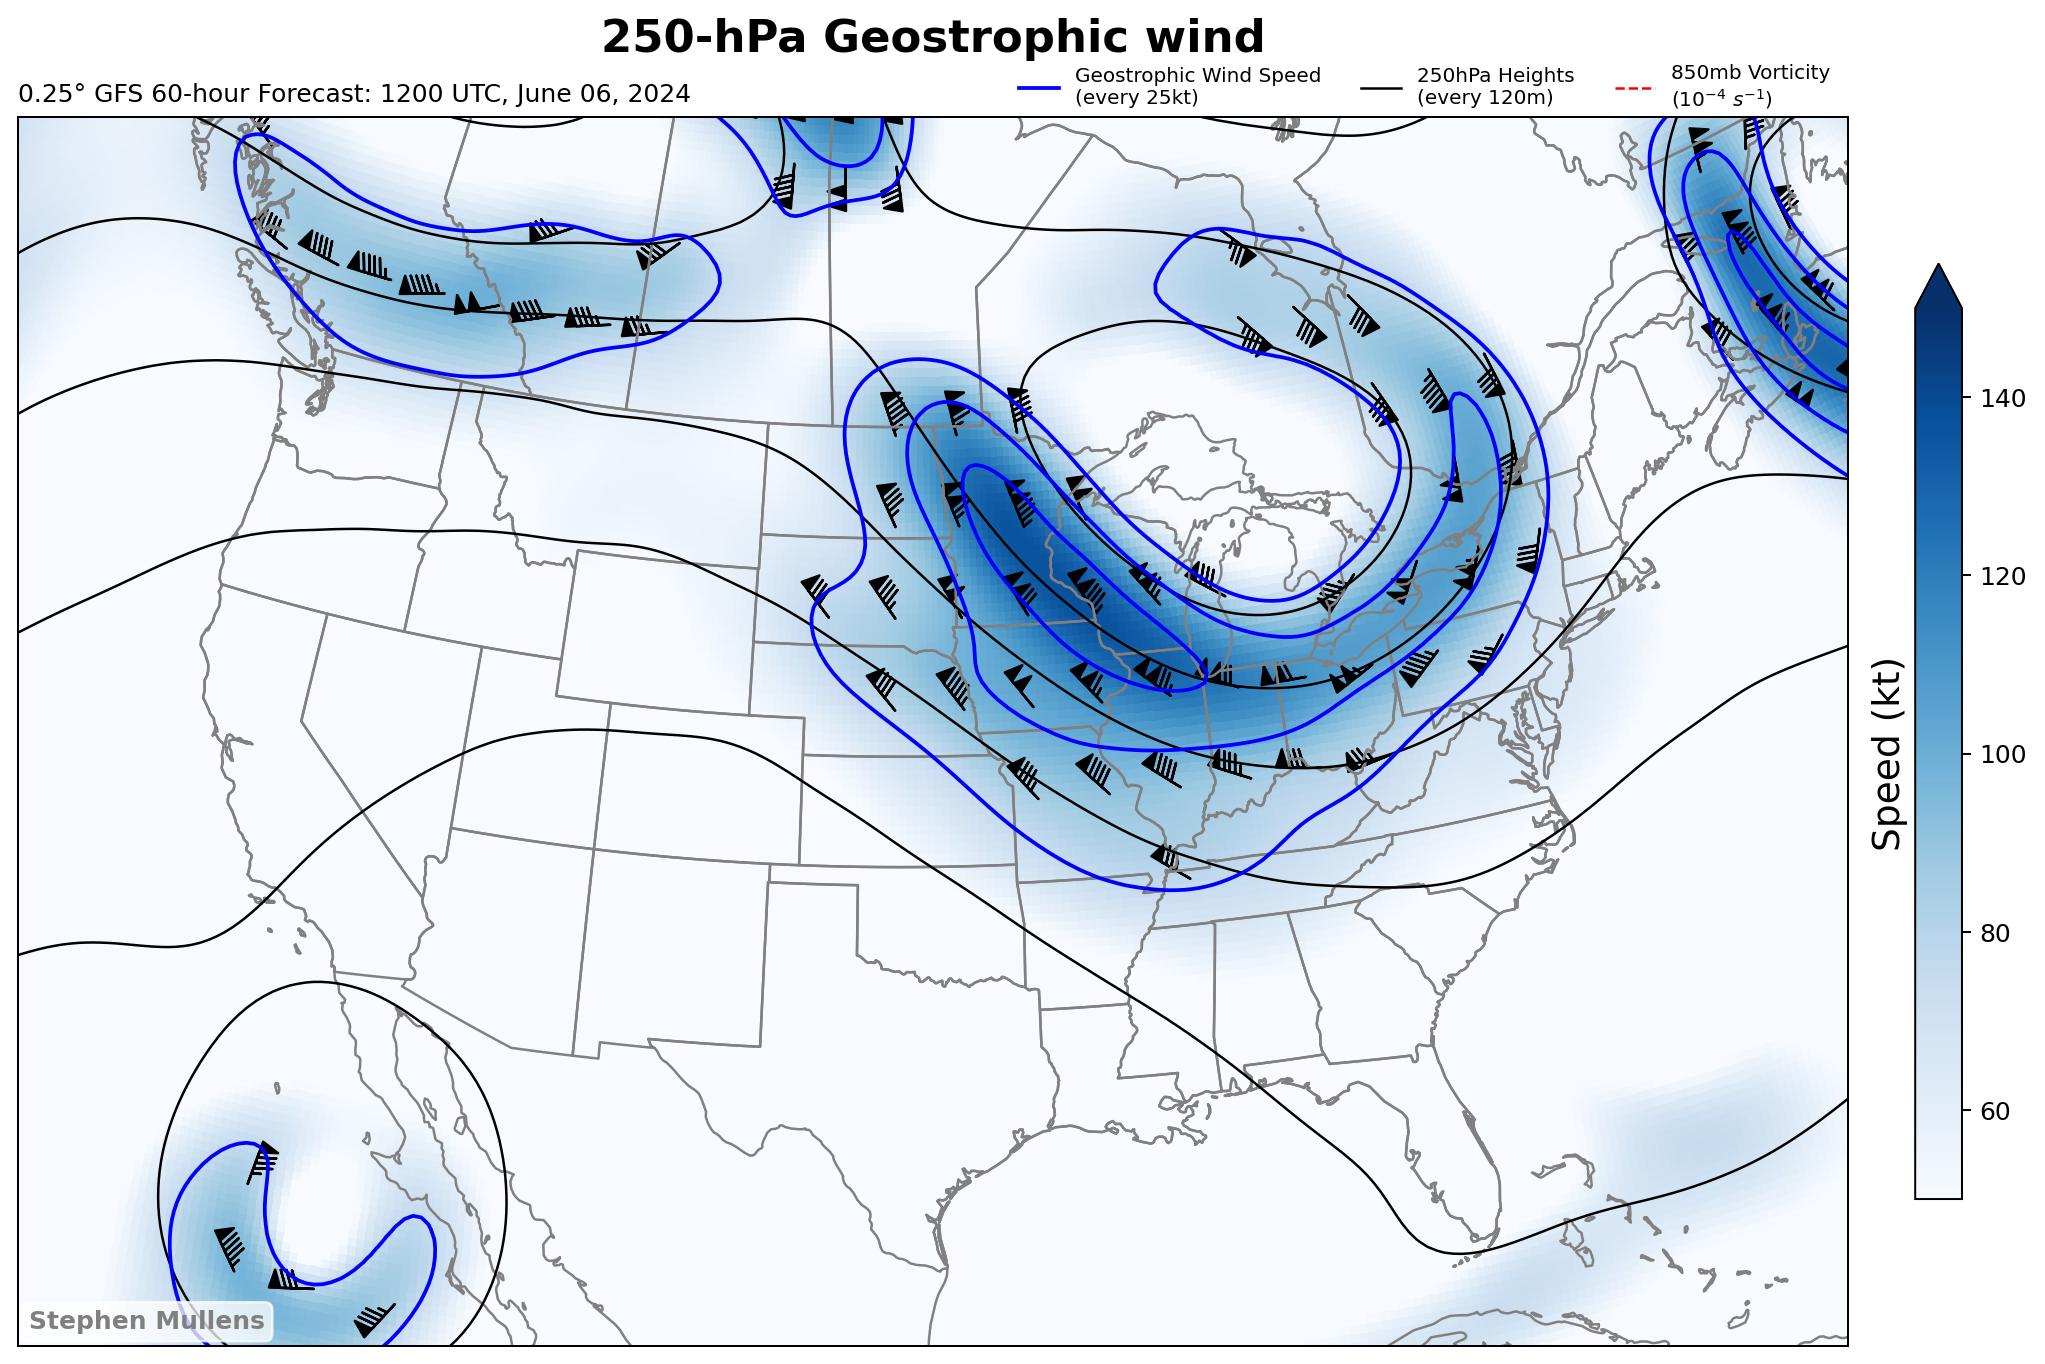 250-hPa Geostrophic wind
0.25° GFS 60-hour Forecast: 1200 UTC, June 06, 2024
Geostrophic Wind Speed
(every 25kt)
250hPa Heights
(every 120m)
850mb Vorticity
(10⁻⁴ s⁻¹)
140
120
100
80
60
Speed (kt)
Stephen Mullens